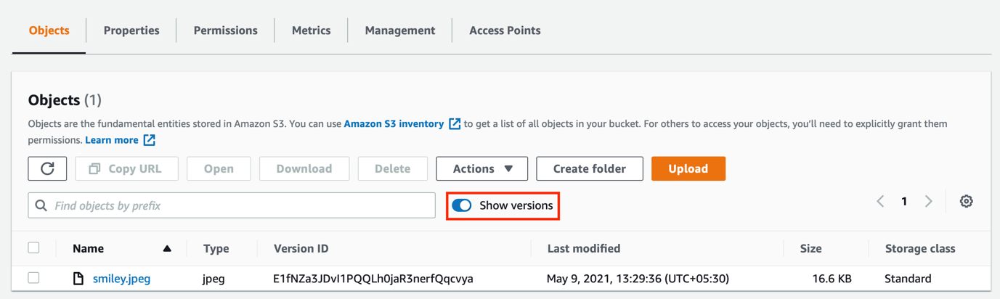 Objects Properties Permissions Metrics Management Access Points
Objects (1)
Objects are the fundamental entities stored in Amazon S3. You can use Amazon S3 inventory to get a list of all objects in your bucket. For others to access your objects, you'll need to explicitly grant them
permissions. Learn more
Copy URL Open Download Delete Actions Create folder Upload
Find objects by prefix Show versions 1
Name Type Version ID Last modified Size Storage class
smiley.jpeg jpeg E1fNZa3JDvI1PQQLh0jaR3nerfQqcvya May 9, 2021, 13:29:36 (UTC+05:30) 16.6 KB Standard